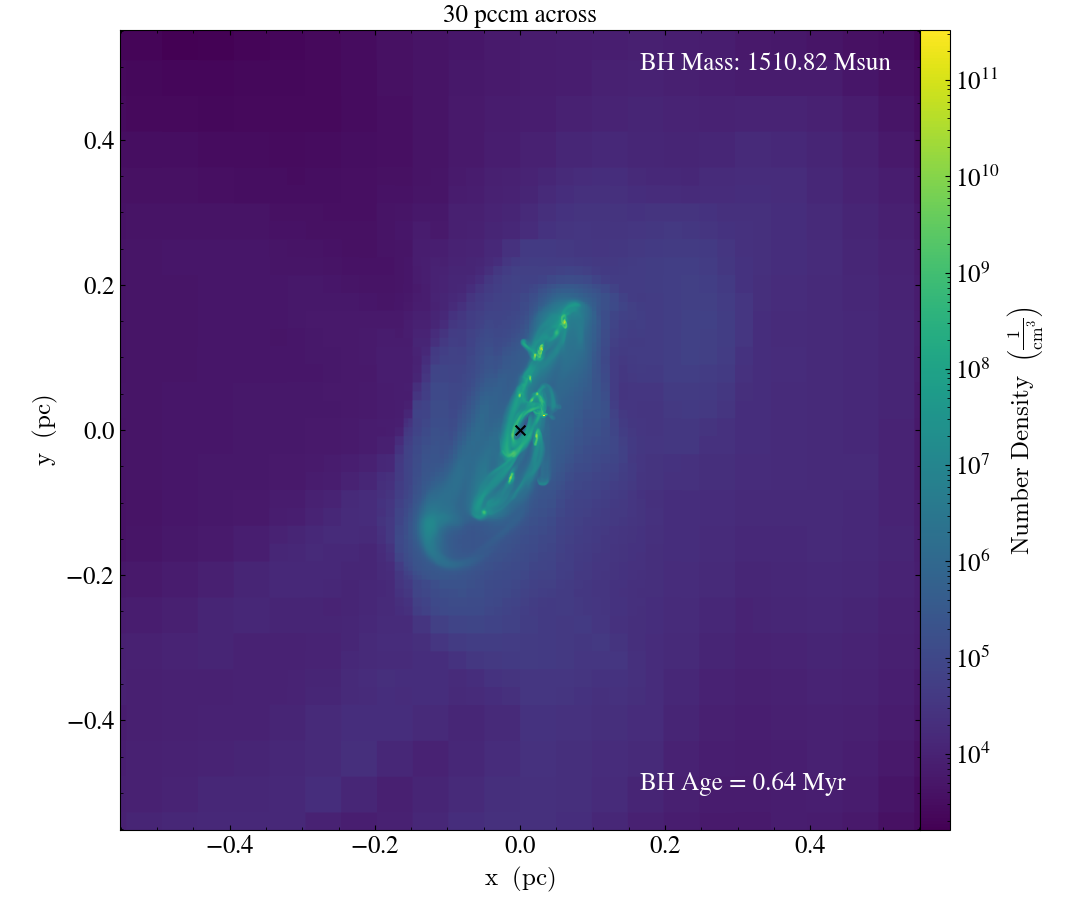 30 pccm across
BH Mass: 1510.82 Msun
BH Age = 0.64 Myr
y (pc)
0.4
0.2
0.0
−0.2
−0.4
−0.4 −0.2 0.0 0.2 0.4
x (pc)
10¹¹
10¹⁰
10⁹
10⁸
10⁷
10⁶
10⁵
10⁴
Number Density (1/cm³)